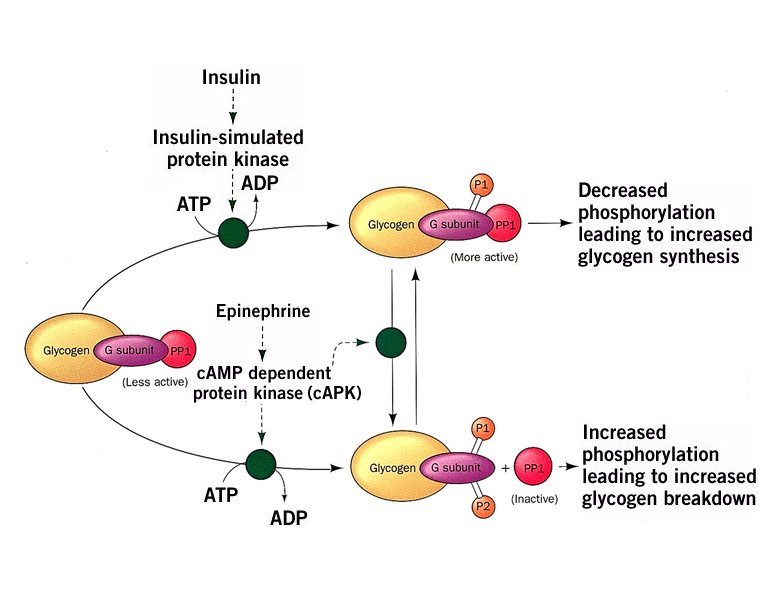 Insulin
Insulin-simulated
protein kinase
ATP
ADP
Glycogen
G subunit
PP1
P1
(More active)
Decreased
phosphorylation
leading to increased
glycogen synthesis
Glycogen
G subunit
PP1
(Less active)
Epinephrine
cAMP dependent
protein kinase (cAPK)
ATP
ADP
Glycogen
G subunit
P1
P2
+
PP1
(Inactive)
Increased
phosphorylation
leading to increased
glycogen breakdown